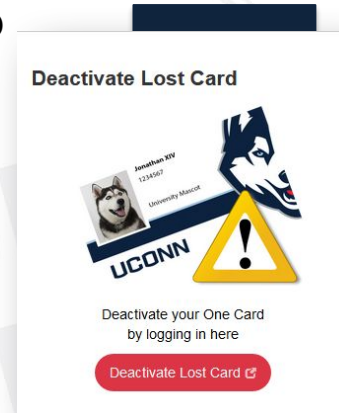 Deactivate Lost Card
Jonathan XIV
1234567
University Mascot
UCONN
Deactivate your One Card
by logging in here
Deactivate Lost Card